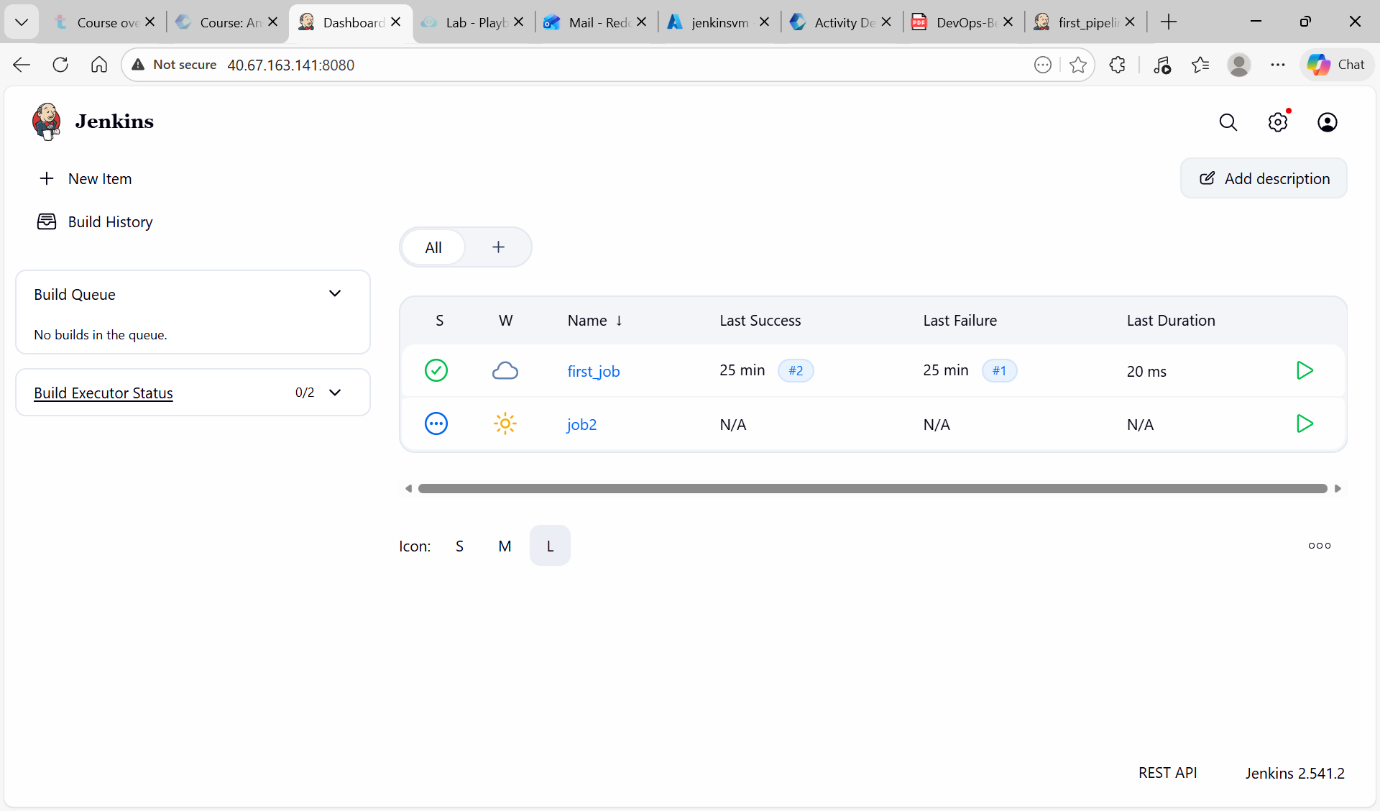 Course ove
Course: An
Dashboard
Lab - Playb
Mail - Rede
jenkinsvm
Activity De
DevOps-Be
first_pipelin
Not secure 40.67.163.141:8080
Chat
Jenkins
New Item
Add description
Build History
All +
Build Queue
No builds in the queue.
Build Executor Status 0/2
S W Name ↓ Last Success Last Failure Last Duration
first_job 25 min #2 25 min #1 20 ms
job2 N/A N/A N/A
Icon: S M L
REST API Jenkins 2.541.2